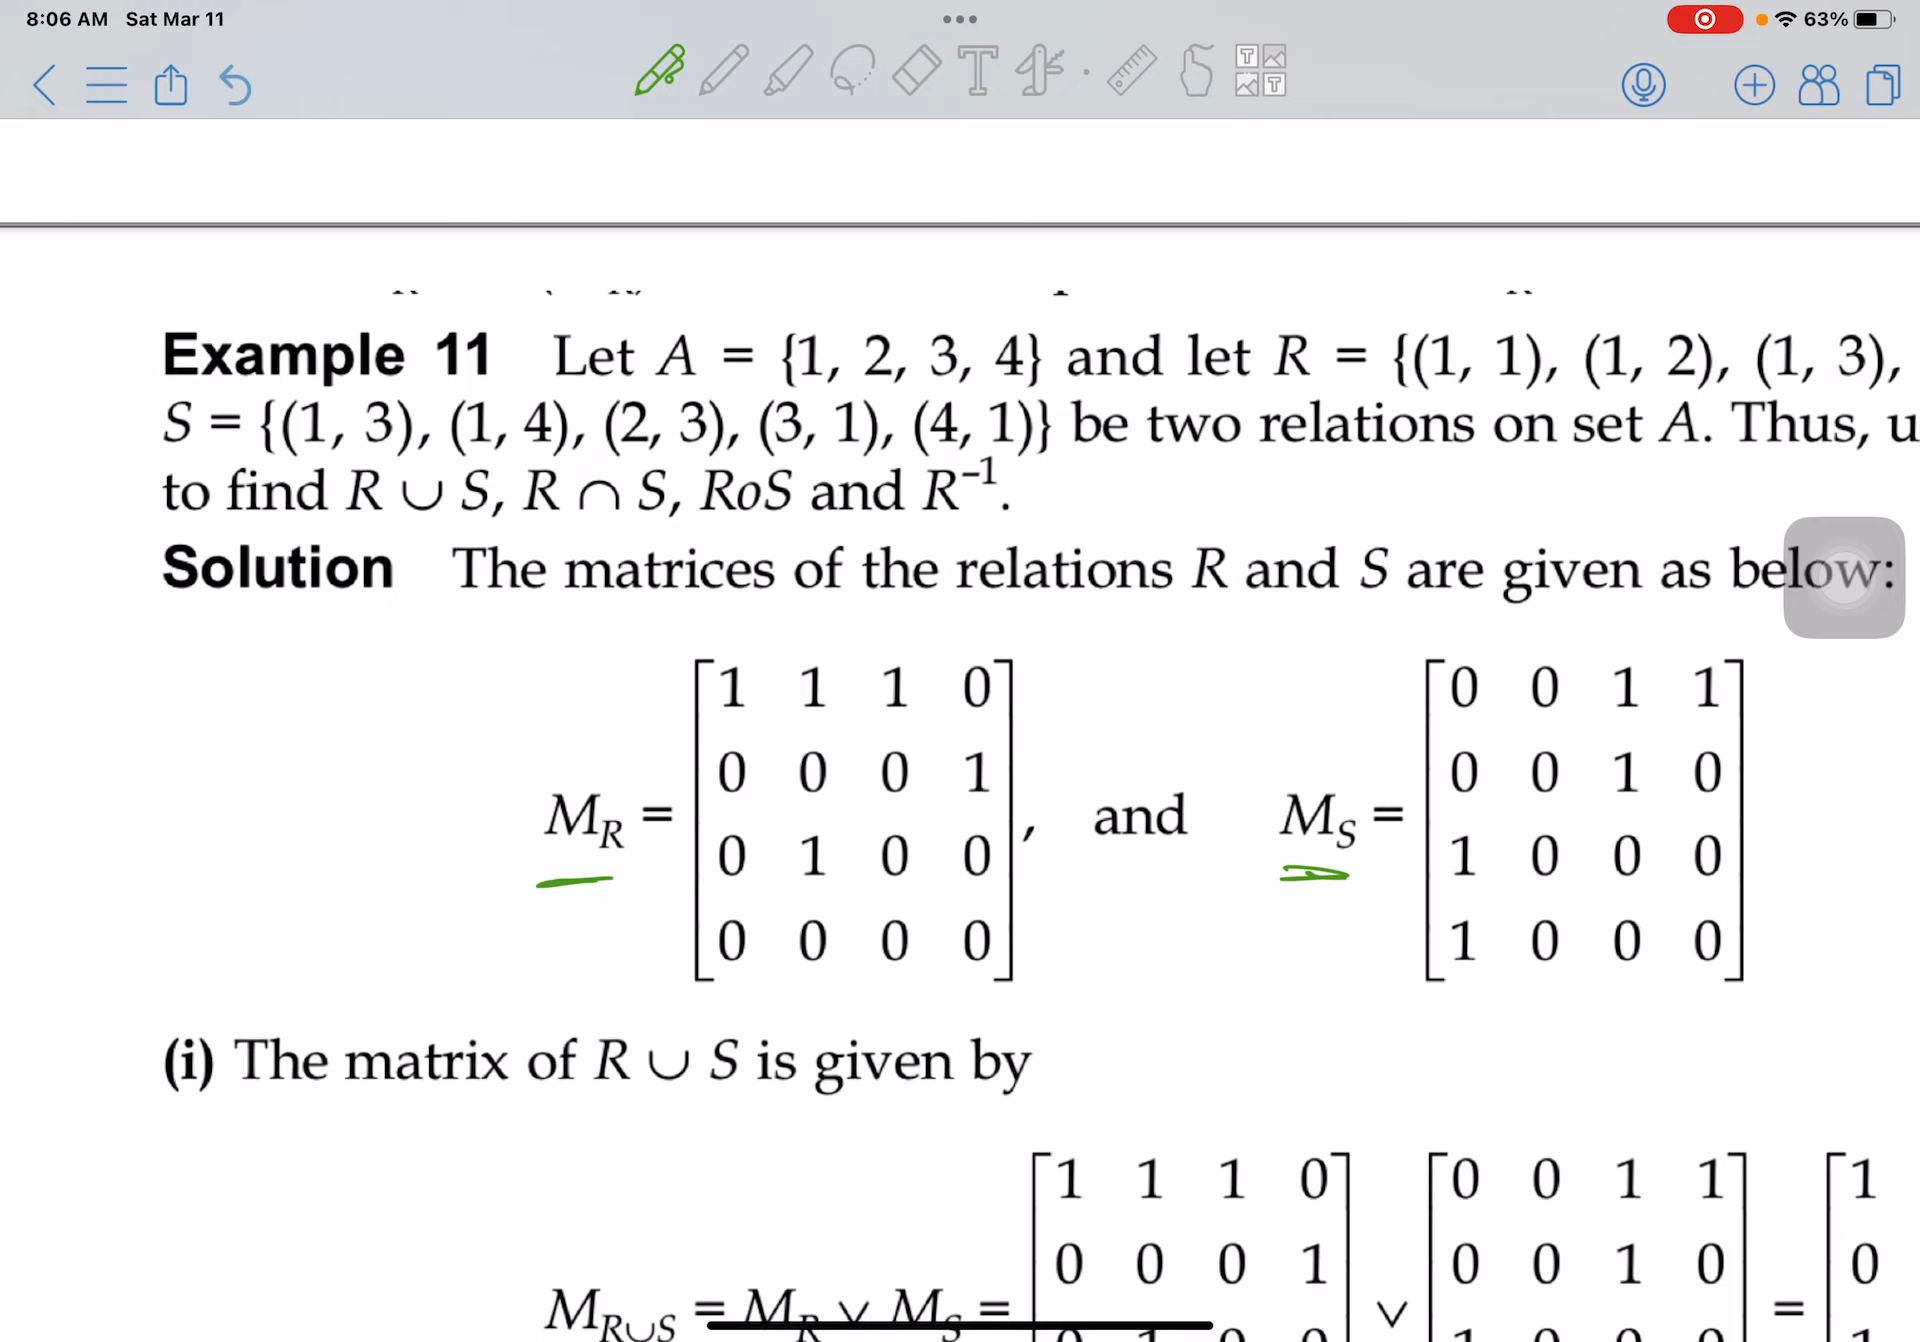 8:06 AM Sat Mar 11
63%
Example 11 Let A = {1, 2, 3, 4} and let R = {(1, 1), (1, 2), (1, 3),
S = {(1, 3), (1, 4), (2, 3), (3, 1), (4, 1)} be two relations on set A. Thus, u
to find R ∪ S, R ∩ S, RoS and R⁻¹.
Solution The matrices of the relations R and S are given as below:
M_R = [1 1 1 0
0 0 0 1
0 1 0 0
0 0 0 0], and M_S = [0 0 1 1
0 0 1 0
1 0 0 0
1 0 0 0]
(i) The matrix of R ∪ S is given by
M_R∪S = M_R ∨ M_S = [1 1 1 0
0 0 0 1
∨ [0 0 1 1
0 0 1 0
= [1
0